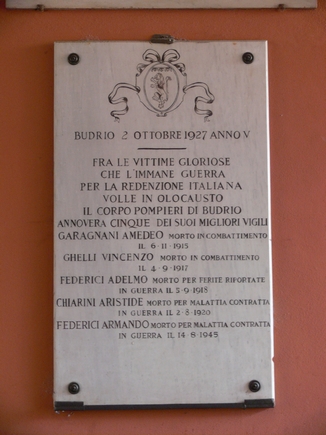 BUDRIO 2 OTTOBRE 1927 ANNO V
FRA LE VITTIME GLORIOSE
CHE L'IMMANE GUERRA
PER LA REDENZIONE ITALIANA
VOLLE IN OLOCAUSTO
IL CORPO POMPIERI DI BUDRIO
ANNOVERA CINQUE DEI SUOI MIGLIORI VIGILI
GARAGNANI AMEDEO MORTO IN COMBATTIMENTO
IL 6-11-1915
GHELLI VINCENZO MORTO IN COMBATTIMENTO
IL 4-9-1917
FEDERICI ADELMO MORTO PER FERITE RIPORTATE
IN GUERRA IL 5-9-1918
CHIARINI ARISTIDE MORTO PER MALATTIA CONTRATTA
IN GUERRA IL 2-8-1920
FEDERICI ARMANDO MORTO PER MALATTIA CONTRATTA
IN GUERRA IL 14-8-1945